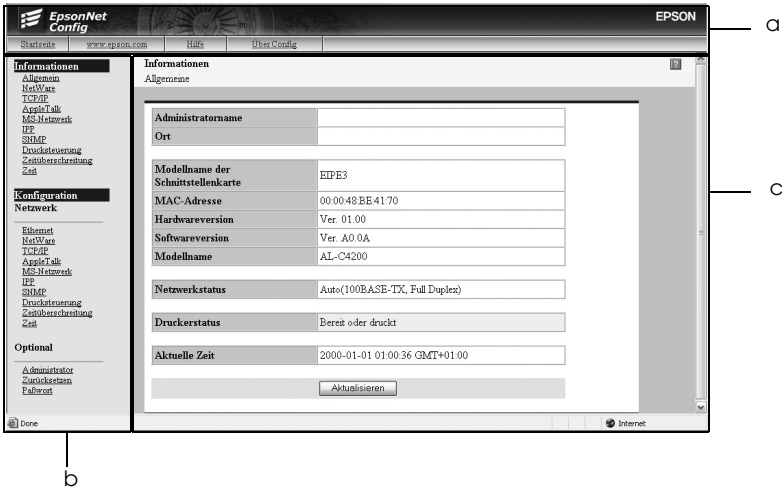 EpsonNet
Config
EPSON
a
Startseite www.epson.com Hilfe Über Config
Informationen
Allgemein
NetWare
TCP/IP
AppleTalk
MS-Netzwerk
IPP
SNMP
Drucksteuerung
Zeitüberschreitung
Zeit
Konfiguration
Netzwerk
Ethernet
NetWare
TCP/IP
AppleTalk
MS-Netzwerk
IPP
SNMP
Drucksteuerung
Zeitüberschreitung
Zeit
Optional
Administrator
Zurücksetzen
Paßwort
Informationen ?
Allgemeine
Administratorname
Ort
Modellname der
Schnittstellenkarte EIPE3
MAC-Adresse 00:00:48:BE:41:70
Hardwareversion Ver. 01.00
Softwareversion Ver. A0.0A
Modellname AL-C4200
Netzwerkstatus Auto(100BASE-TX, Full Duplex)
Druckerstatus Bereit oder druckt
Aktuelle Zeit 2000-01-01 01:00:36 GMT+01:00
Aktualisieren
c
Done Internet
b